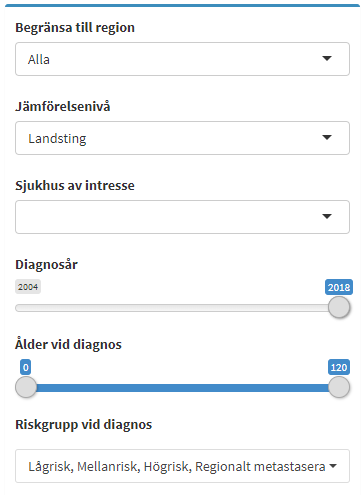 Begränsa till region
Alla
Jämförelsenivå
Landsting
Sjukhus av intresse
Diagnosår
2004 2018
Ålder vid diagnos
0 120
Riskgrupp vid diagnos
Lågrisk, Mellanrisk, Högrisk, Regionalt metastasera